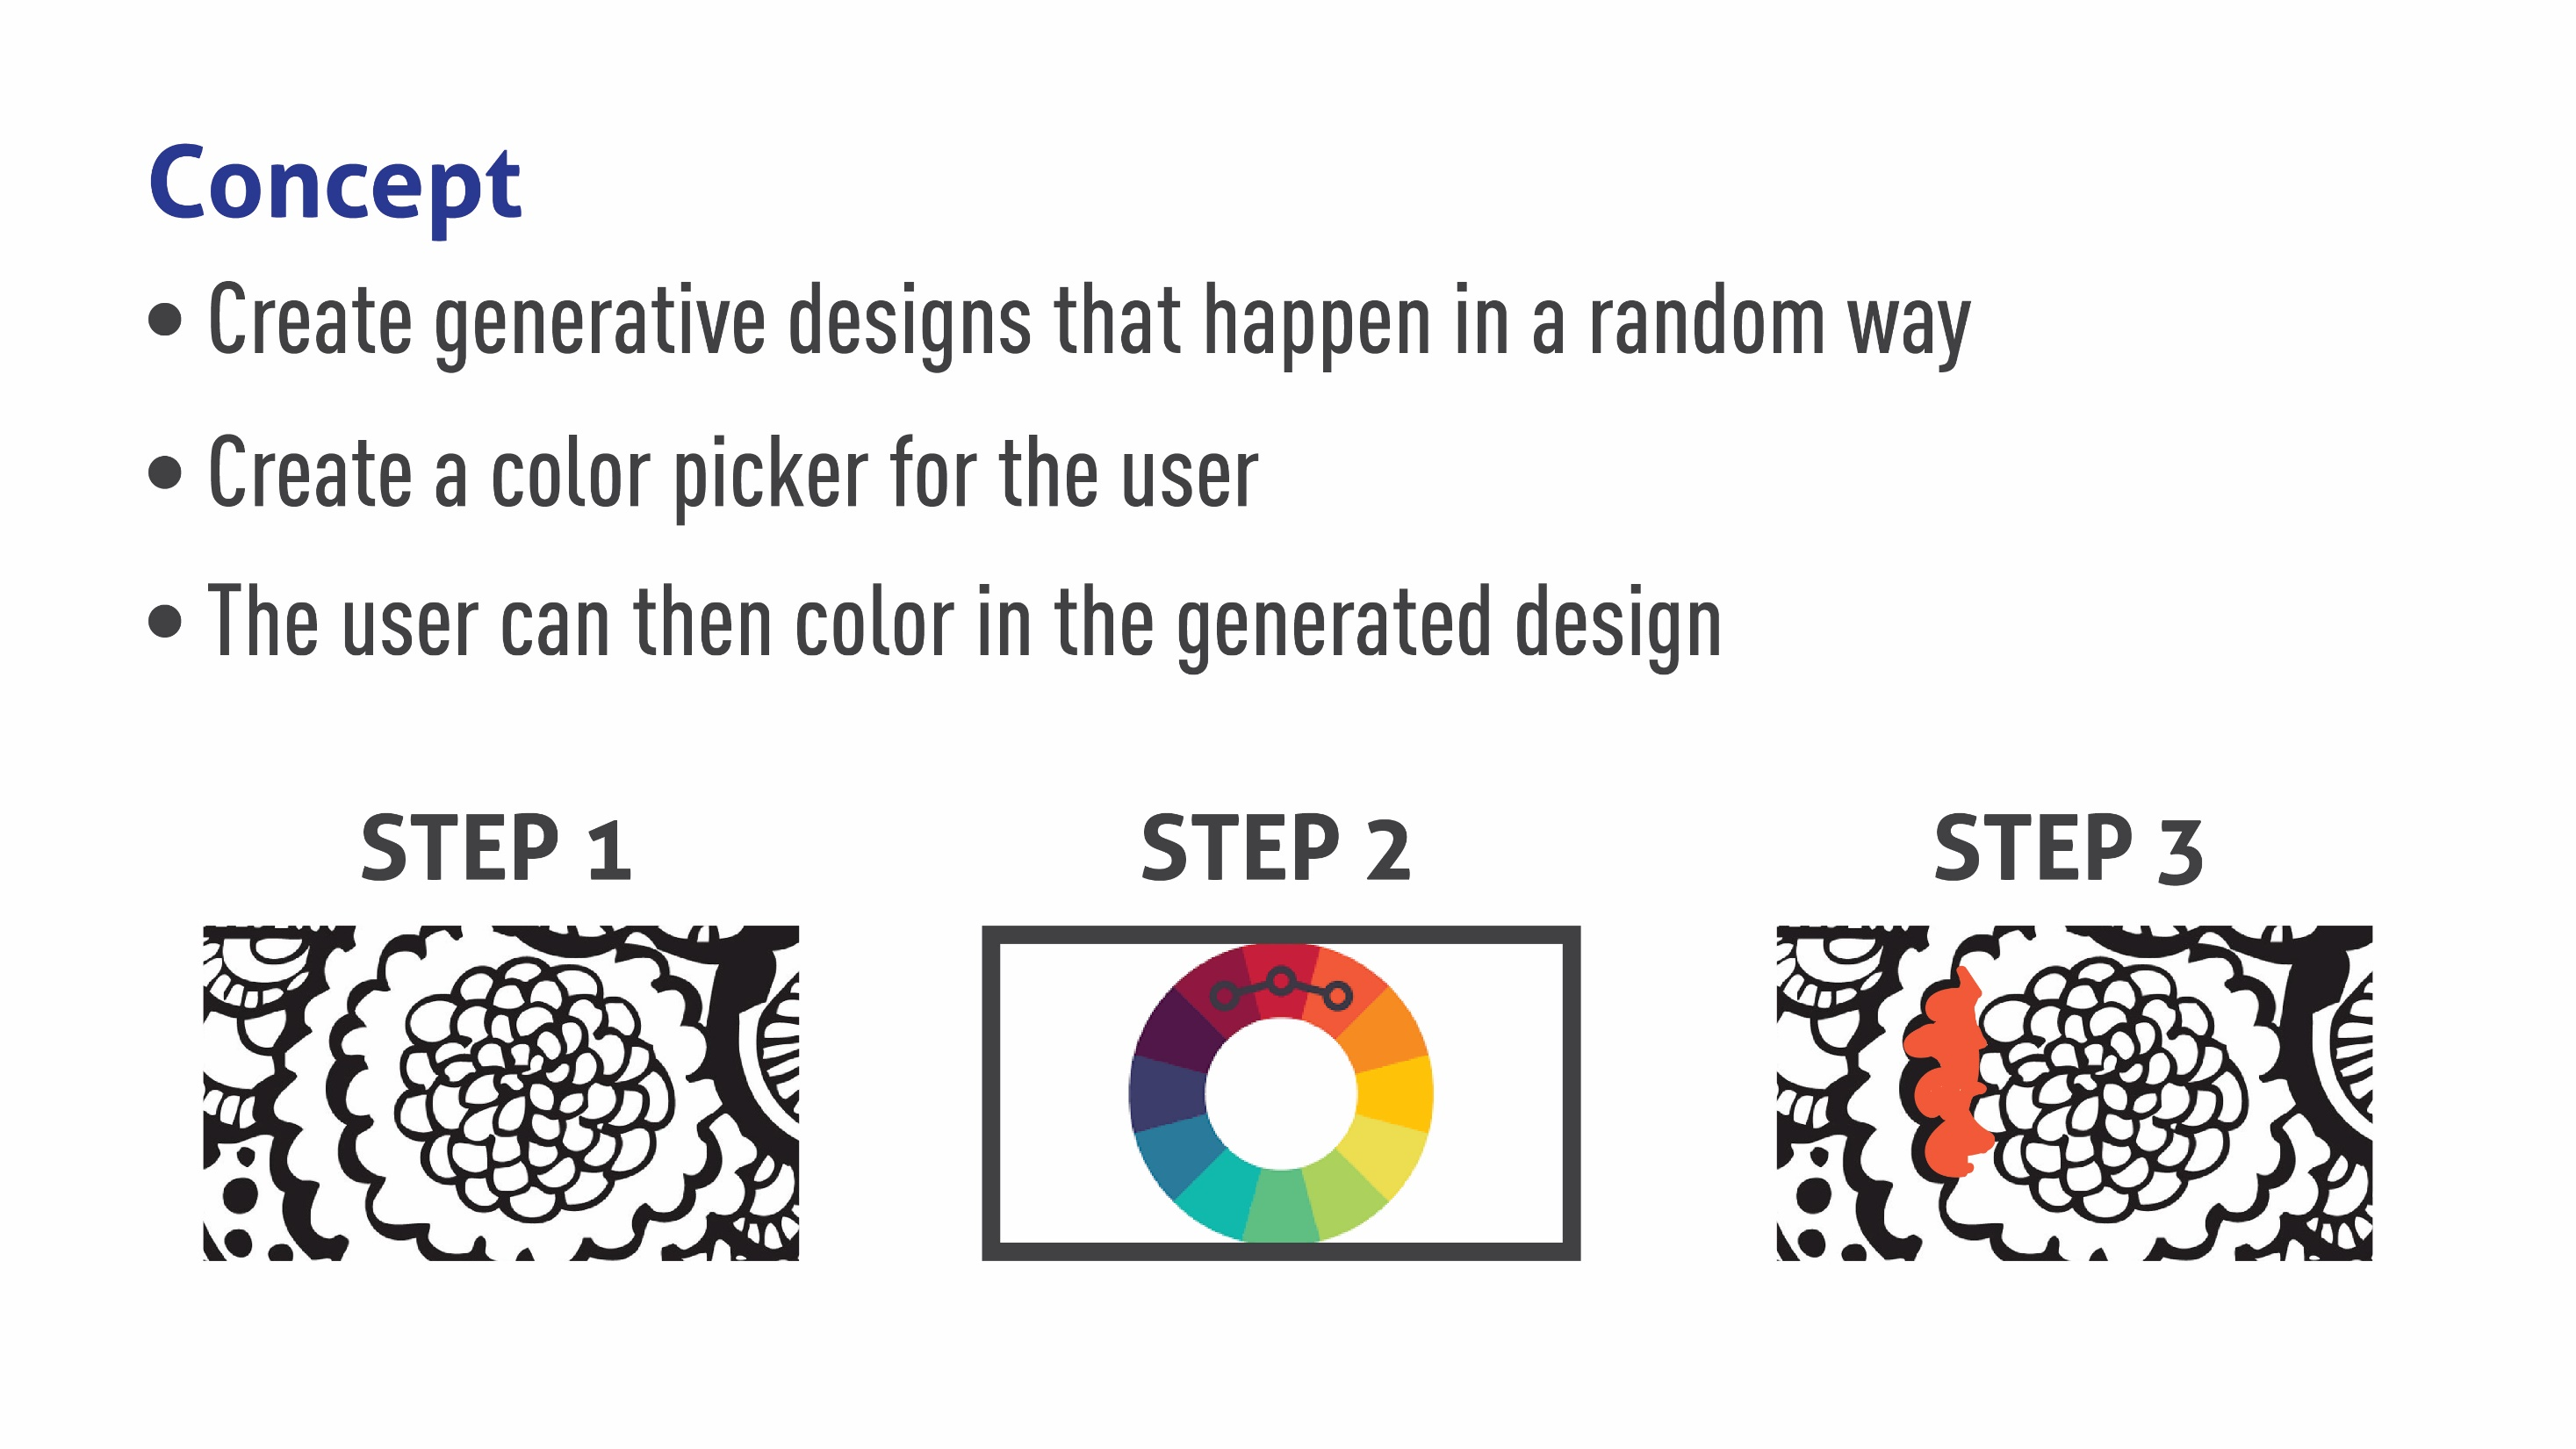 Concept
• Create generative designs that happen in a random way
• Create a color picker for the user
• The user can then color in the generated design
STEP 1
STEP 2
STEP 3